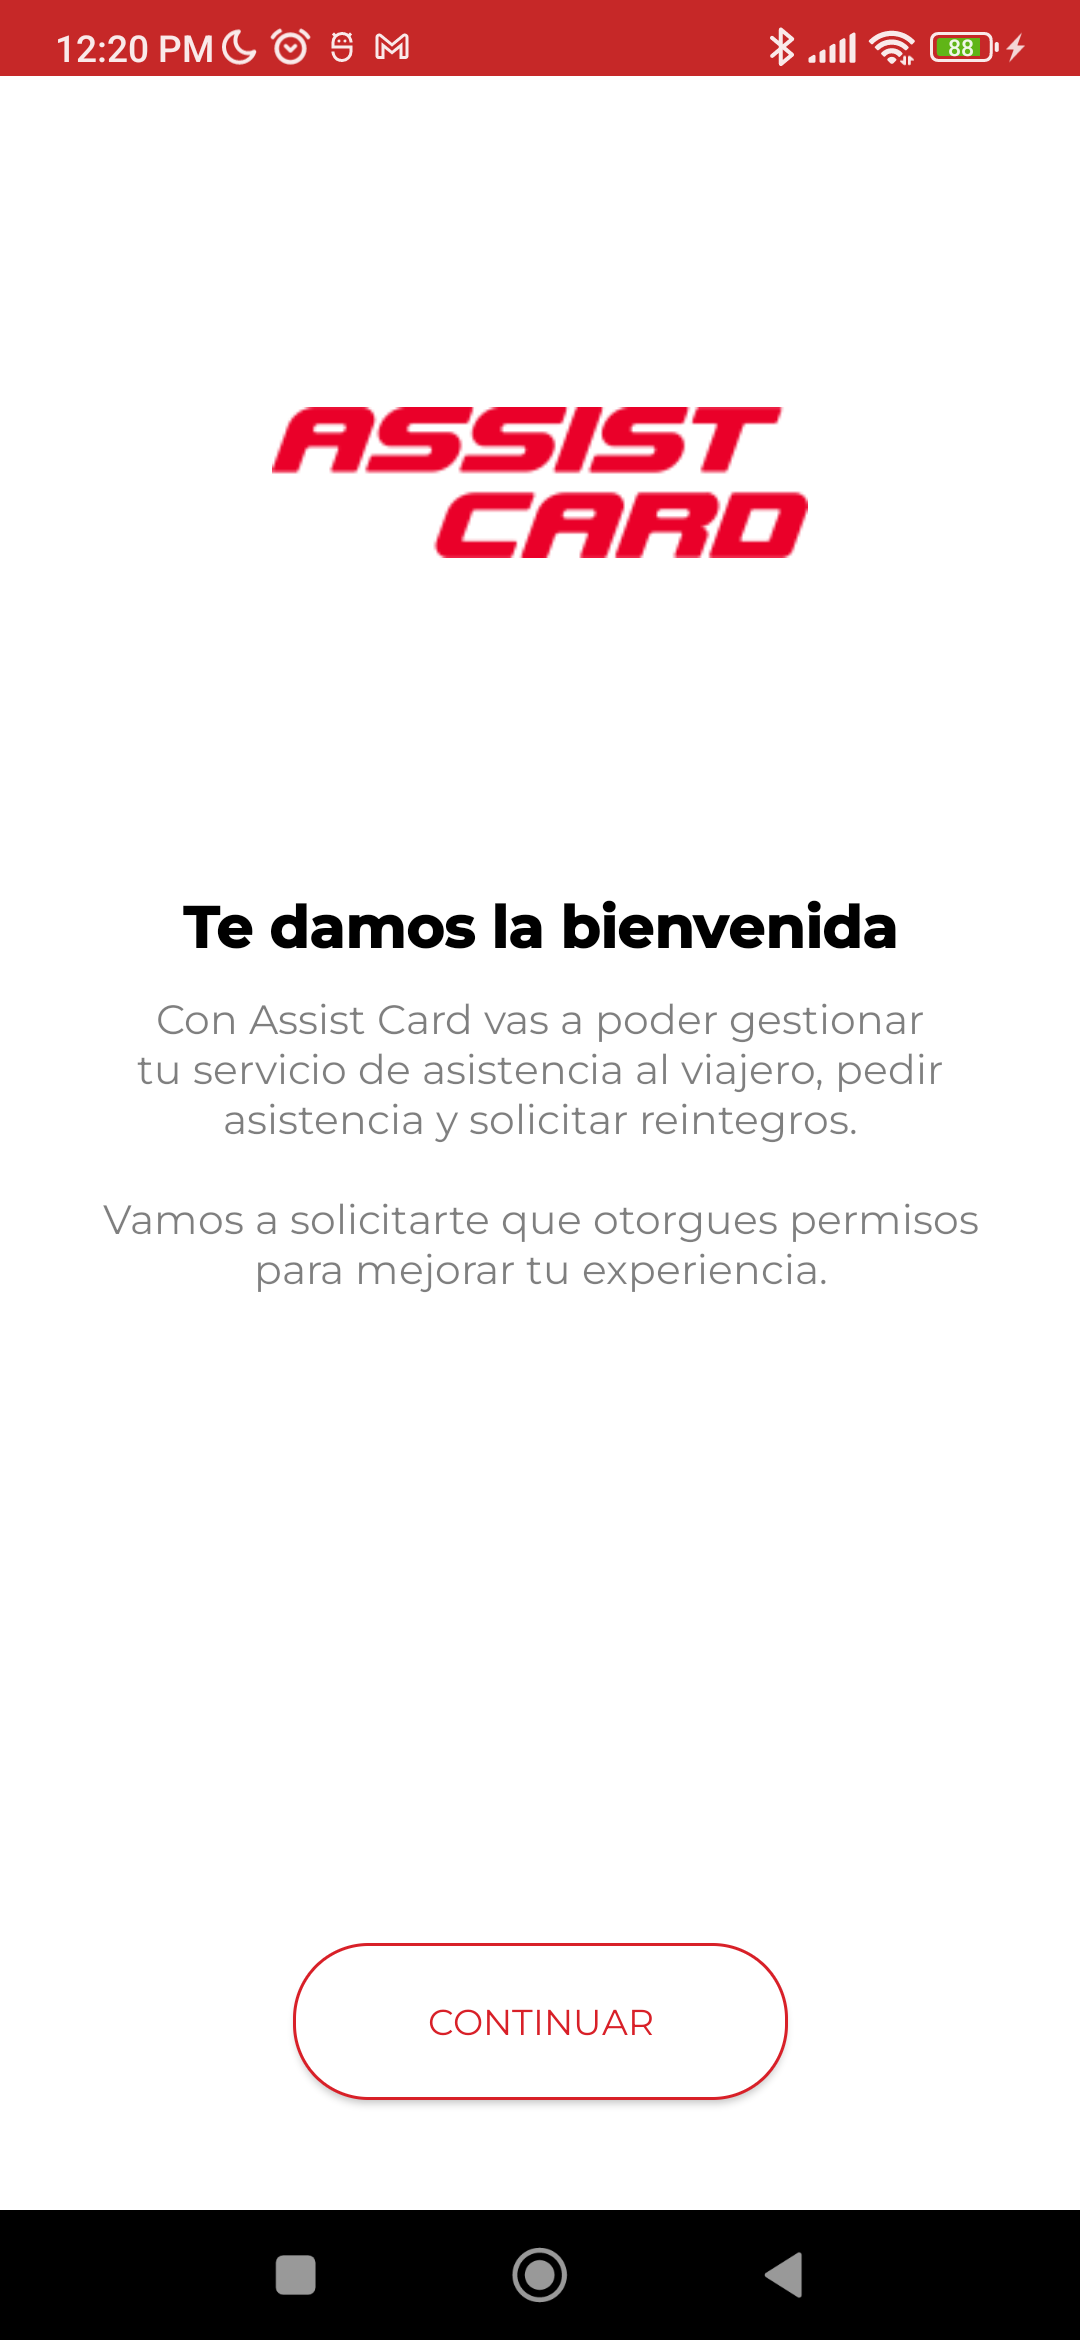 12:20 PM
88
ASSIST
CARD
Te damos la bienvenida
Con Assist Card vas a poder gestionar
tu servicio de asistencia al viajero, pedir
asistencia y solicitar reintegros.
Vamos a solicitarte que otorgues permisos
para mejorar tu experiencia.
CONTINUAR